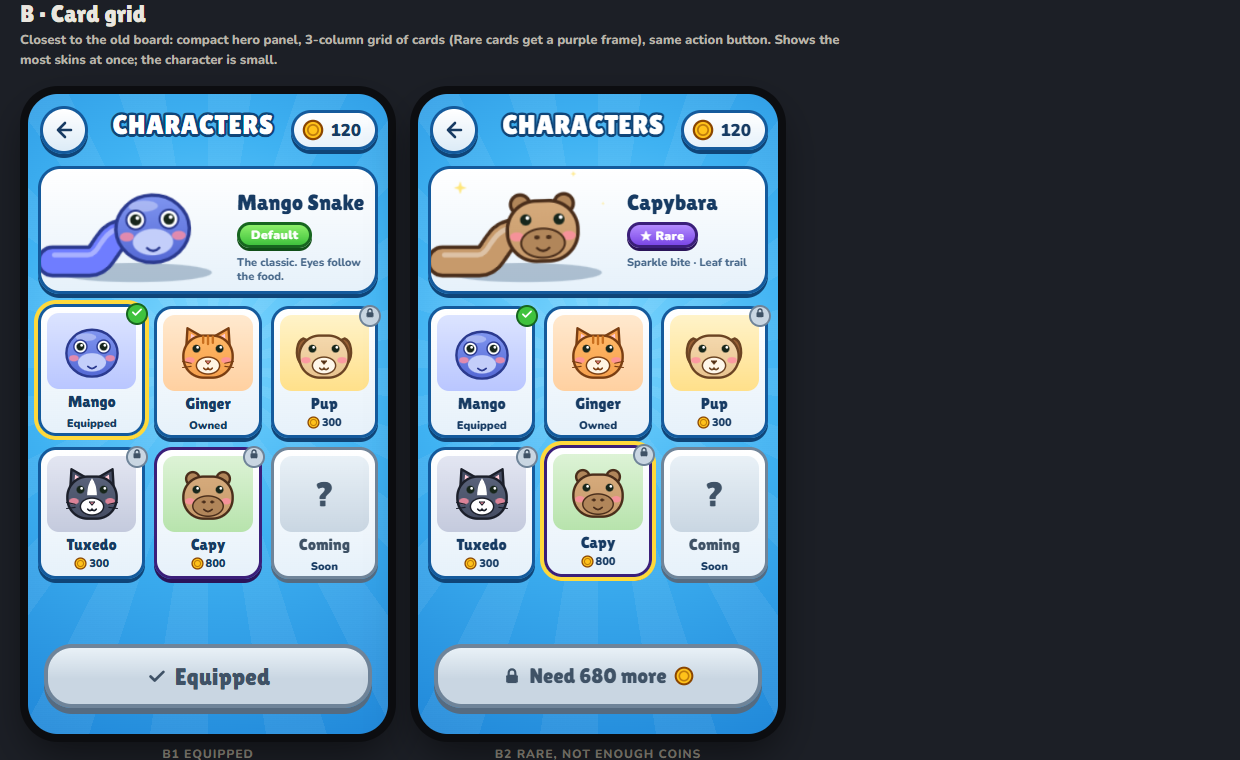 B · Card grid
Closest to the old board: compact hero panel, 3-column grid of cards (Rare cards get a purple frame), same action button. Shows the
most skins at once; the character is small.
CHARACTERS
120
Mango Snake
Default
The classic. Eyes follow
the food.
Mango
Equipped
Ginger
Owned
Pup
300
Tuxedo
300
Capy
800
?
Coming
Soon
Equipped
B1 EQUIPPED
CHARACTERS
120
Capybara
★ Rare
Sparkle bite · Leaf trail
Mango
Equipped
Ginger
Owned
Pup
300
Tuxedo
300
Capy
800
?
Coming
Soon
Need 680 more
B2 RARE, NOT ENOUGH COINS